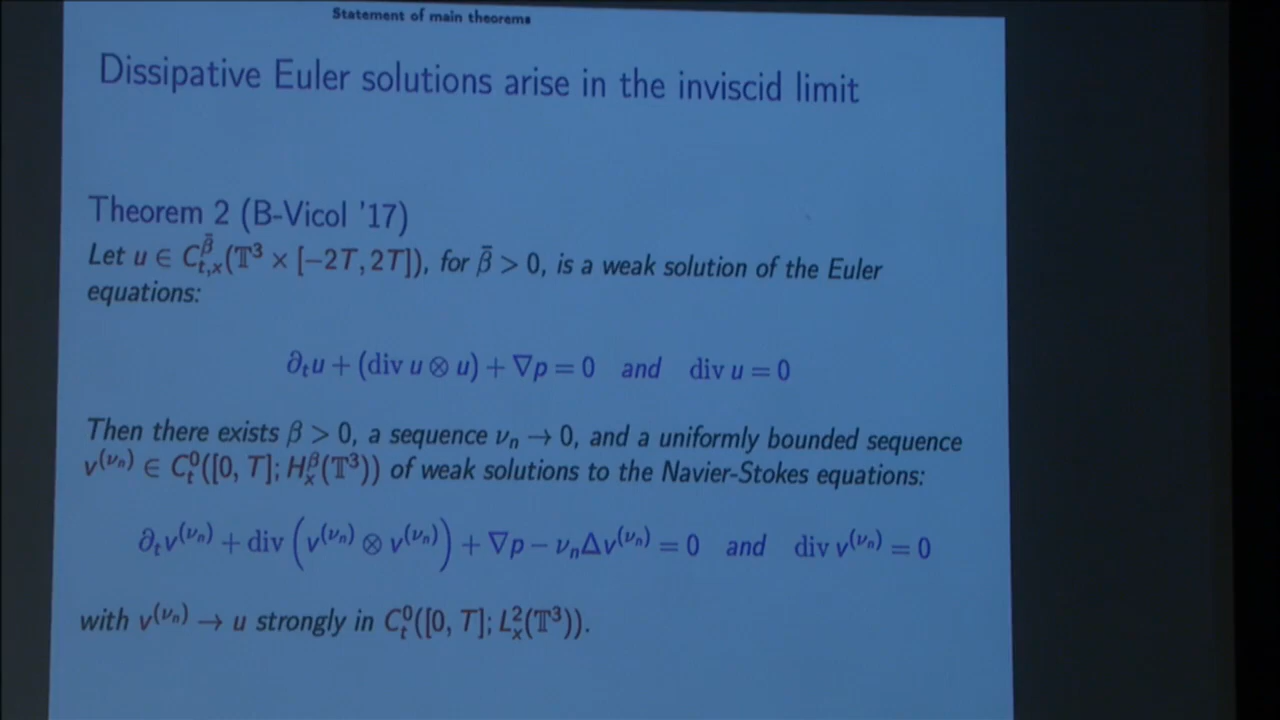 Statement of main theorems
Dissipative Euler solutions arise in the inviscid limit
Theorem 2 (B-Vicol '17)
Let u ∈ C^{β̄}_{t,x}(𝕋³ × [−2T, 2T]), for β̄ > 0, is a weak solution of the Euler
equations:
∂_t u + (div u ⊗ u) + ∇p = 0 and div u = 0
Then there exists β > 0, a sequence ν_n → 0, and a uniformly bounded sequence
v^{(ν_n)} ∈ C^0_t([0, T]; H^β_x(𝕋³)) of weak solutions to the Navier-Stokes equations:
∂_t v^{(ν_n)} + div (v^{(ν_n)} ⊗ v^{(ν_n)}) + ∇p − ν_n Δv^{(ν_n)} = 0 and div v^{(ν_n)} = 0
with v^{(ν_n)} → u strongly in C^0_t([0, T]; L^2_x(𝕋³)).